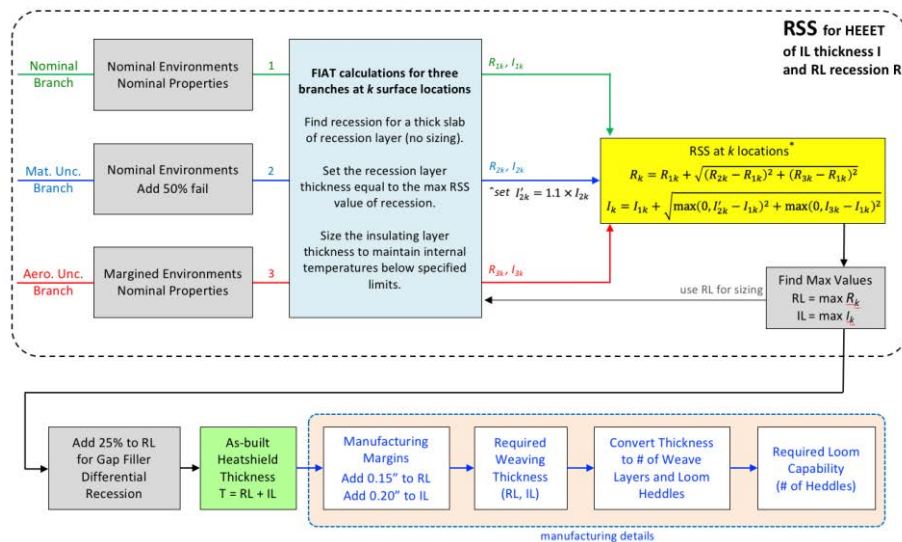 RSS for HEEET
of IL thickness I
and RL recession R
Nominal
Branch
Nominal Environments
Nominal Properties
1
Mat. Unc.
Branch
Nominal Environments
Add 50% fail
2
Aero. Unc.
Branch
Margined Environments
Nominal Properties
3
FIAT calculations for three
branches at k surface locations
Find recession for a thick slab
of recession layer (no sizing).
Set the recession layer
thickness equal to the max RSS
value of recession.
Size the insulating layer
thickness to maintain internal
temperatures below specified
limits.
R₁ₖ, I₁ₖ
R₂ₖ, I₂ₖ
*set I′₂ₖ = 1.1 × I₂ₖ
R₃ₖ, I₃ₖ
RSS at k locations*
Rₖ = R₁ₖ + √((R₂ₖ − R₁ₖ)² + (R₃ₖ − R₁ₖ)²)
Iₖ = I₁ₖ + √(max(0, I′₂ₖ − I₁ₖ)² + max(0, I₃ₖ − I₁ₖ)²)
use RL for sizing
Find Max Values
RL = max Rₖ
IL = max Iₖ
Add 25% to RL
for Gap Filler
Differential
Recession
As-built
Heatshield
Thickness
T = RL + IL
Manufacturing
Margins
Add 0.15” to RL
Add 0.20” to IL
Required
Weaving
Thickness
(RL, IL)
Convert Thickness
to # of Weave
Layers and Loom
Heddles
Required Loom
Capability
(# of Heddles)
manufacturing details